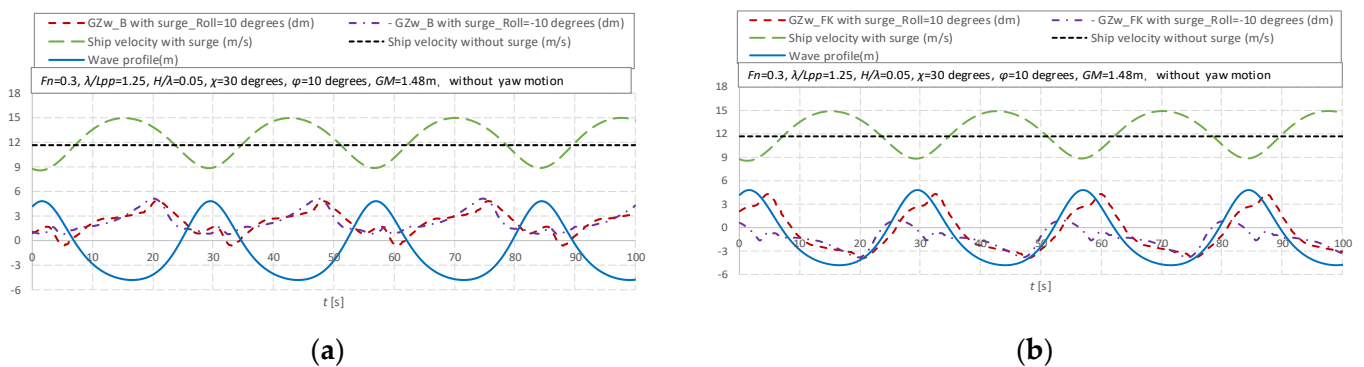 GZw_B with surge_Roll=10 degrees (dm)
- GZw_B with surge_Roll=-10 degrees (dm)
Ship velocity with surge (m/s)
Ship velocity without surge (m/s)
Wave profile(m)
Fn=0.3, λ/Lpp=1.25, H/λ=0.05, χ=30 degrees, φ=10 degrees, GM=1.48m, without yaw motion
18
15
12
9
6
3
0
-3
-6
0 10 20 30 40 50 60 70 80 90 100
t [s]
(a)
GZw_FK with surge_Roll=10 degrees (dm)
- GZw_FK with surge_Roll=-10 degrees (dm)
Ship velocity with surge (m/s)
Ship velocity without surge (m/s)
Wave profile(m)
Fn=0.3, λ/Lpp=1.25, H/λ=0.05, χ=30 degrees, φ=10 degrees, GM=1.48m, without yaw motion
18
15
12
9
6
3
0
-3
-6
0 10 20 30 40 50 60 70 80 90 100
t [s]
(b)